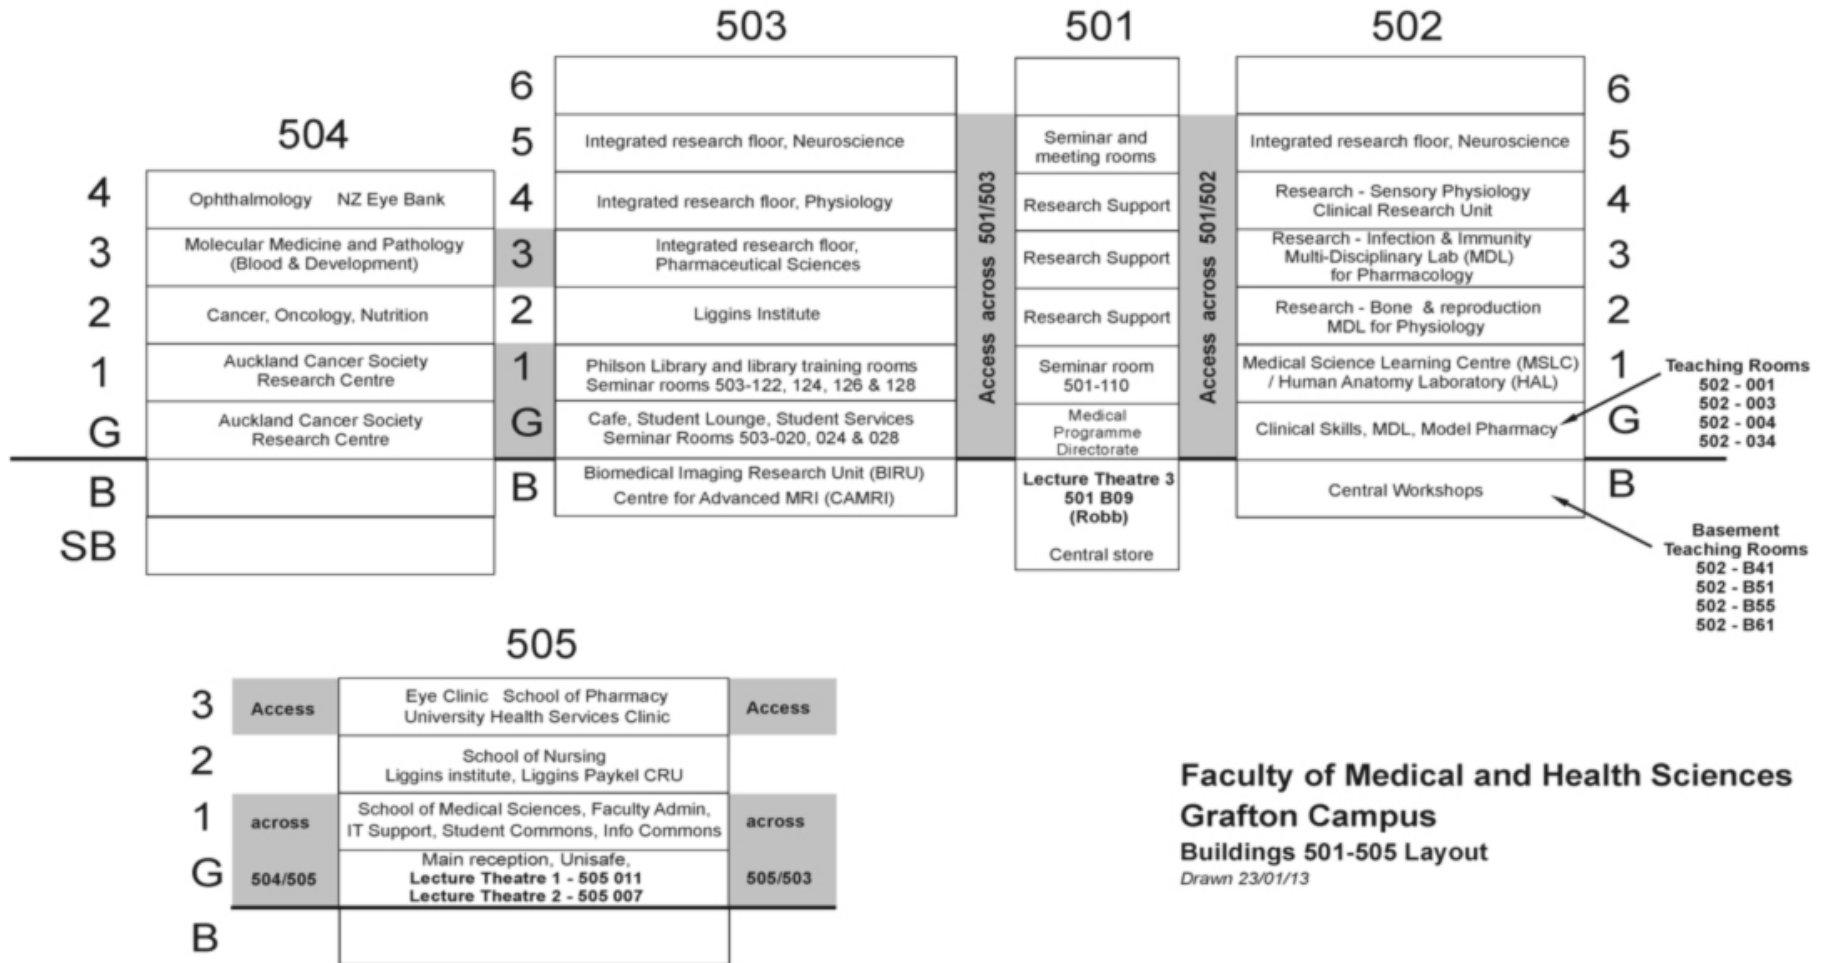 503
501
502
504
6
5
4
3
2
1
G
B
4
3
2
1
G
B
SB
Ophthalmology NZ Eye Bank
Molecular Medicine and Pathology
(Blood & Development)
Cancer, Oncology, Nutrition
Auckland Cancer Society
Research Centre
Auckland Cancer Society
Research Centre
Integrated research floor, Neuroscience
Integrated research floor, Physiology
Integrated research floor,
Pharmaceutical Sciences
Liggins Institute
Philson Library and library training rooms
Seminar rooms 503-122, 124, 126 & 128
Cafe, Student Lounge, Student Services
Seminar Rooms 503-020, 024 & 028
Biomedical Imaging Research Unit (BIRU)
Centre for Advanced MRI (CAMRI)
Access across 501/503
Seminar and
meeting rooms
Research Support
Research Support
Research Support
Seminar room
501-110
Medical
Programme
Directorate
Lecture Theatre 3
501 B09
(Robb)
Central store
Access across 501/502
Integrated research floor, Neuroscience
Research - Sensory Physiology
Clinical Research Unit
Research - Infection & Immunity
Multi-Disciplinary Lab (MDL)
for Pharmacology
Research - Bone & reproduction
MDL for Physiology
Medical Science Learning Centre (MSLC)
/ Human Anatomy Laboratory (HAL)
Clinical Skills, MDL, Model Pharmacy
Central Workshops
6
5
4
3
2
1
G
B
Teaching Rooms
502 - 001
502 - 003
502 - 004
502 - 034
Basement
Teaching Rooms
502 - B41
502 - B51
502 - B55
502 - B61
505
3
2
1
G
B
Access
across
504/505
Eye Clinic School of Pharmacy
University Health Services Clinic
School of Nursing
Liggins institute, Liggins Paykel CRU
School of Medical Sciences, Faculty Admin,
IT Support, Student Commons, Info Commons
Main reception, Unisafe,
Lecture Theatre 1 - 505 011
Lecture Theatre 2 - 505 007
Access
across
505/503
Faculty of Medical and Health Sciences
Grafton Campus
Buildings 501-505 Layout
Drawn 23/01/13